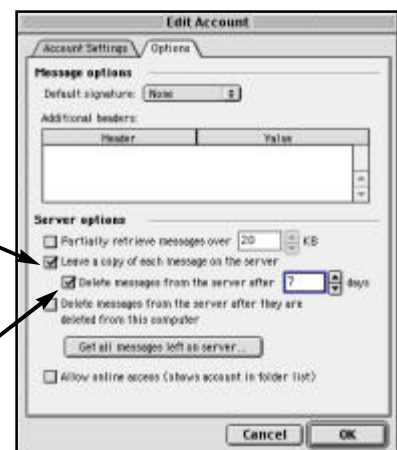 Edit Account
Account Settings Options
Message options
Default signature: None
Additional headers:
Header Value
Server options
Partially retrieve messages over 20 KB
Leave a copy of each message on the server
Delete messages from the server after 7 days
Delete messages from the server after they are
deleted from this computer
Get all messages left on server...
Allow online access (shows account in folder list)
Cancel OK